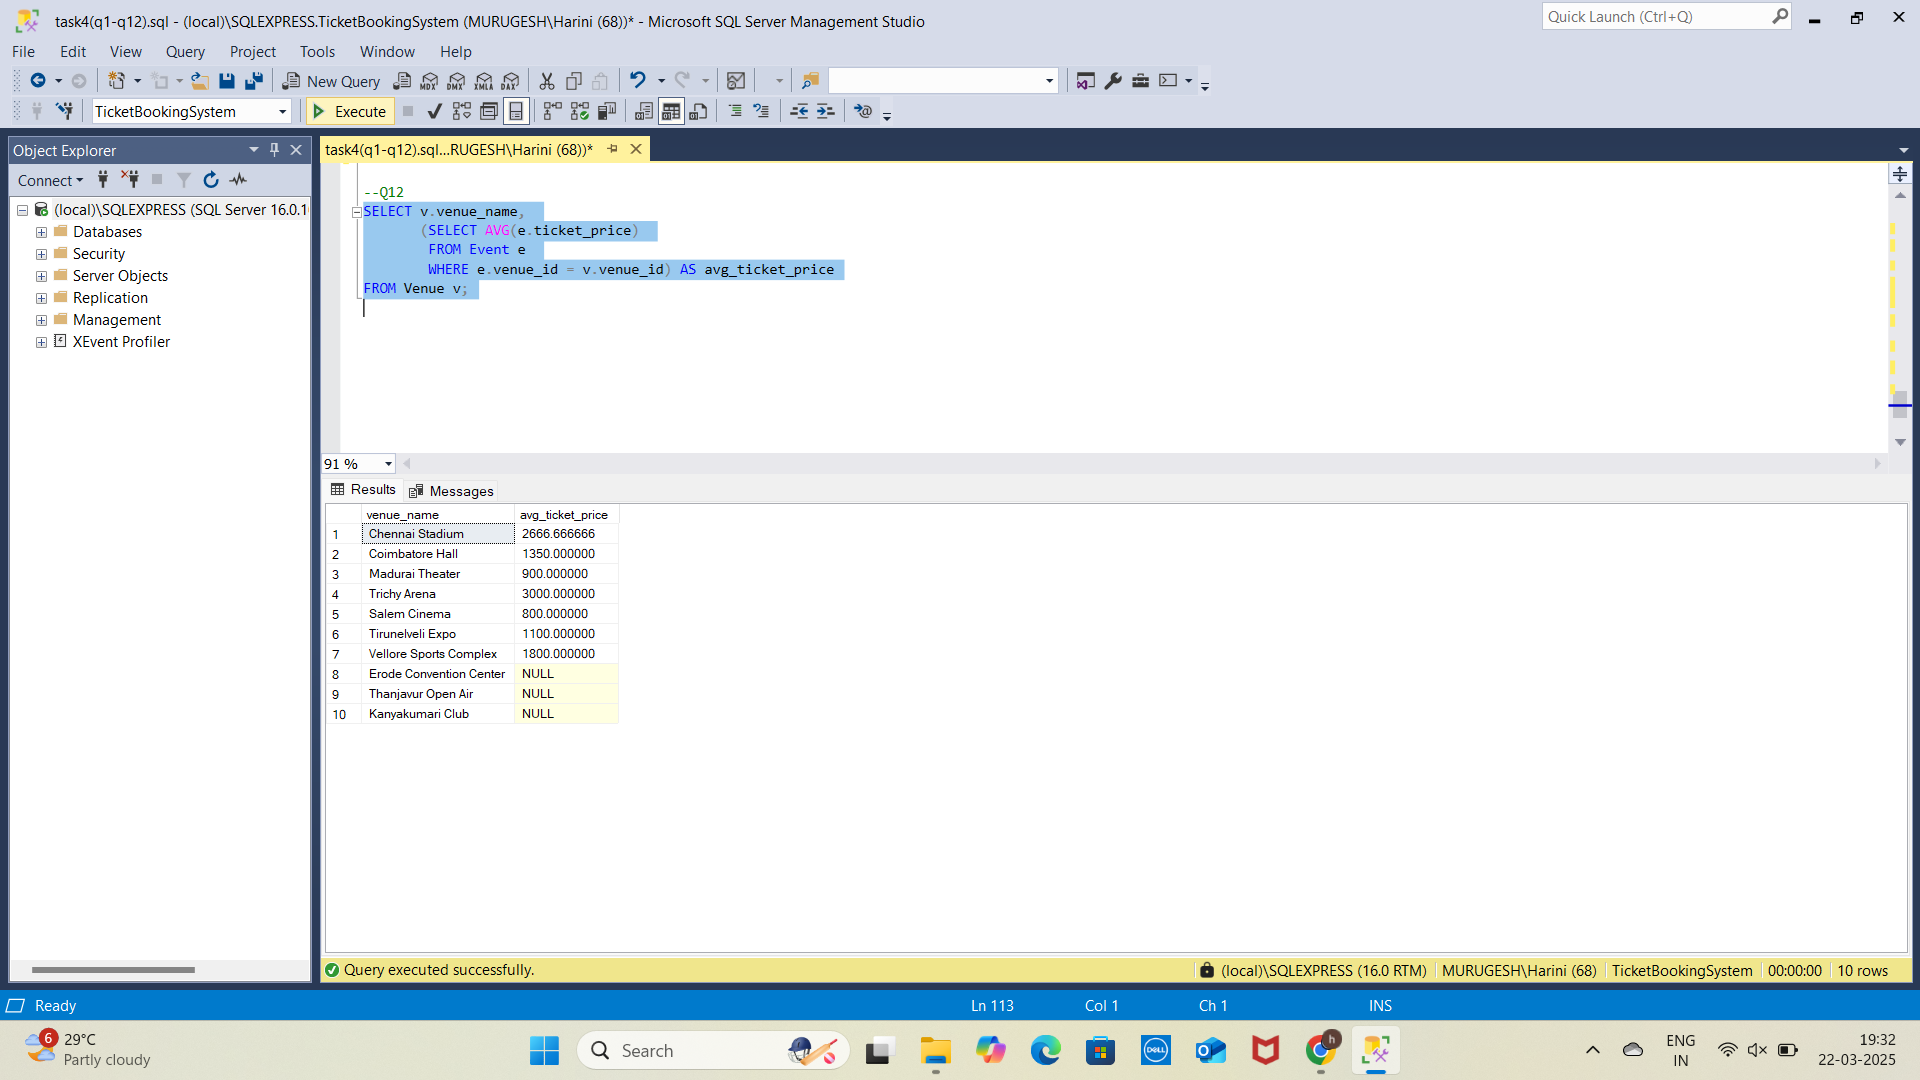 task4(q1-q12).sql - (local)\SQLEXPRESS.TicketBookingSystem (MURUGESH\Harini (68))* - Microsoft SQL Server Management Studio
Quick Launch (Ctrl+Q)
File Edit View Query Project Tools Window Help
New Query
MDX DMX XMLA DAX
TicketBookingSystem
Execute
Object Explorer
task4(q1-q12).sql...RUGESH\Harini (68))*
Connect
(local)\SQLEXPRESS (SQL Server 16.0.1
Databases
Security
Server Objects
Replication
Management
XEvent Profiler
--Q12
SELECT v.venue_name,
(SELECT AVG(e.ticket_price)
FROM Event e
WHERE e.venue_id = v.venue_id) AS avg_ticket_price
FROM Venue v;
91 %
Results Messages
venue_name avg_ticket_price
1 Chennai Stadium 2666.666666
2 Coimbatore Hall 1350.000000
3 Madurai Theater 900.000000
4 Trichy Arena 3000.000000
5 Salem Cinema 800.000000
6 Tirunelveli Expo 1100.000000
7 Vellore Sports Complex 1800.000000
8 Erode Convention Center NULL
9 Thanjavur Open Air NULL
10 Kanyakumari Club NULL
Query executed successfully.
(local)\SQLEXPRESS (16.0 RTM) MURUGESH\Harini (68) TicketBookingSystem 00:00:00 10 rows
Ready
Ln 113 Col 1 Ch 1 INS
6
29°C
Partly cloudy
Search
DELL
h
ENG
IN
19:32
22-03-2025